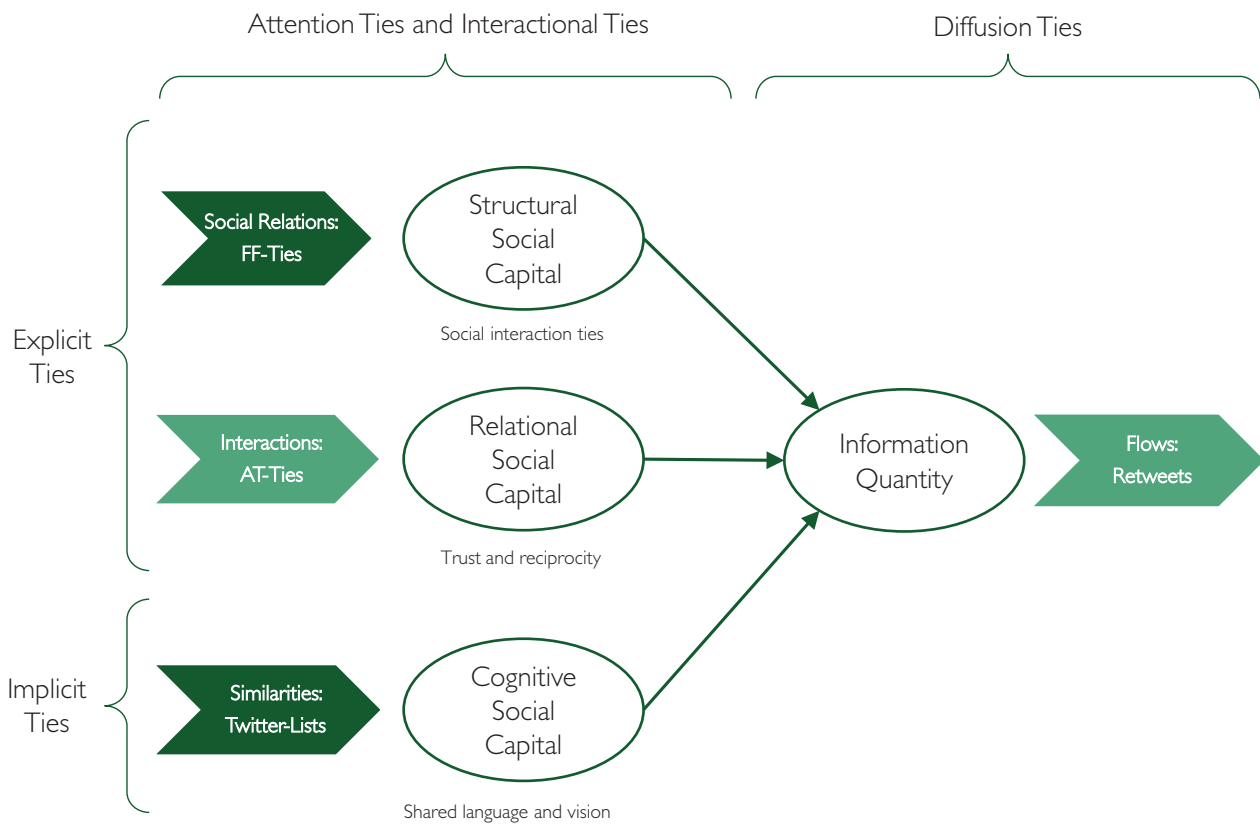 Attention Ties and Interactional Ties
Diffusion Ties
Explicit
Ties
Social Relations:
FF-Ties
Structural
Social
Capital
Social interaction ties
Interactions:
AT-Ties
Relational
Social
Capital
Trust and reciprocity
Information
Quantity
Flows:
Retweets
Implicit
Ties
Similarities:
Twitter-Lists
Cognitive
Social
Capital
Shared language and vision